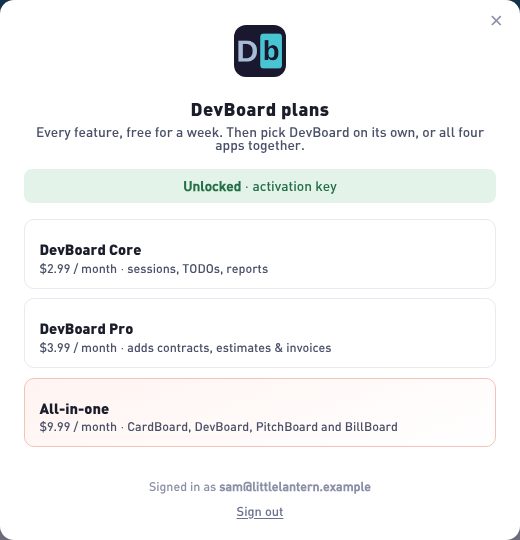 Db
DevBoard plans
Every feature, free for a week. Then pick DevBoard on its own, or all four
apps together.
Unlocked · activation key
DevBoard Core
$2.99 / month · sessions, TODOs, reports
DevBoard Pro
$3.99 / month · adds contracts, estimates & invoices
All-in-one
$9.99 / month · CardBoard, DevBoard, PitchBoard and BillBoard
Signed in as sam@littlelantern.example
Sign out